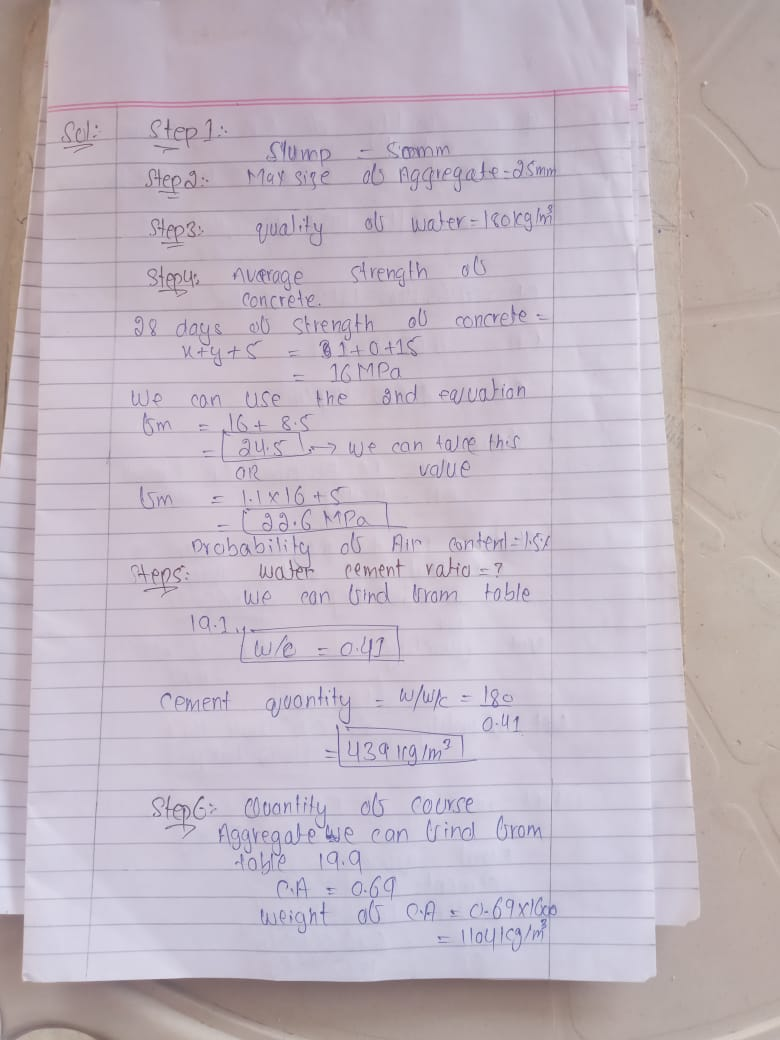 Sol:
Step 1:
Slump = 50mm
Step 2: Max size of Aggregate = 25mm
Step 3: quality of water = 180 kg/m³
Step 4: Average strength of
concrete.
28 days of strength of concrete =
x+y+5 = 1+0+15
= 16 MPa
We can use the 2nd equation
fm = 16 + 8.5
= 24.5 → we can take this
OR value
fm = 1.1×16+5
= 22.6 MPa
Probability of Air content = 1.5%
Step 5: water cement ratio = ?
We can find from table
19.1,
W/C = 0.41
Cement quantity = W/W/C = 180
0.41
= 439 kg/m³
Step 6: Quantity of course
Aggregate we can find from
table 19.9
C.A = 0.69
Weight of C.A = 0.69×1600
= 1104 kg/m³